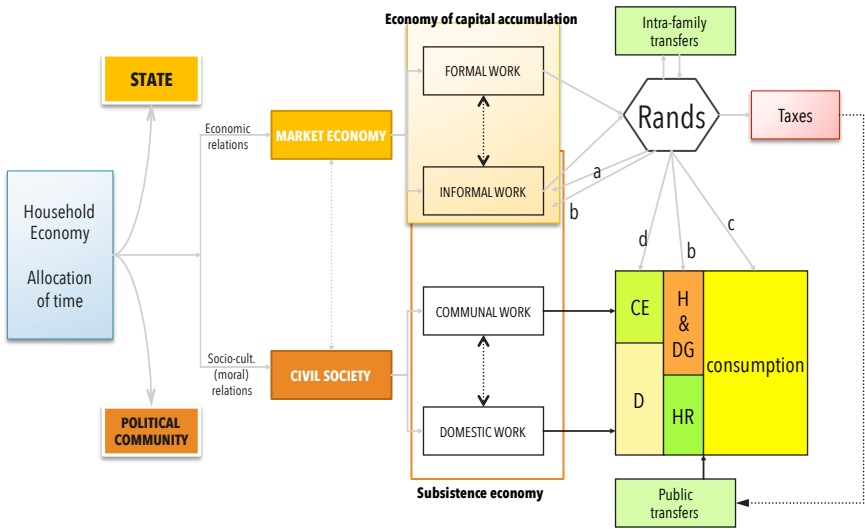 Economy of capital accumulation
Intra-family
transfers
STATE
FORMAL WORK
Rands
Taxes
Economic
relations
MARKET ECONOMY
INFORMAL WORK
a
b
Household
Economy
Allocation
of time
d
b
c
CE
H
&
DG
consumption
COMMUNAL WORK
Socio-cult.
(moral)
relations
CIVIL SOCIETY
D
HR
POLITICAL
COMMUNITY
DOMESTIC WORK
Subsistence economy
Public
transfers